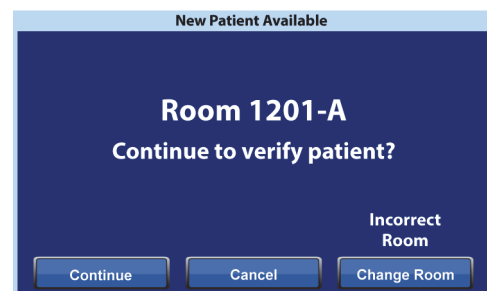 New Patient Available
Room 1201-A
Continue to verify patient?
Incorrect
Room
Continue
Cancel
Change Room